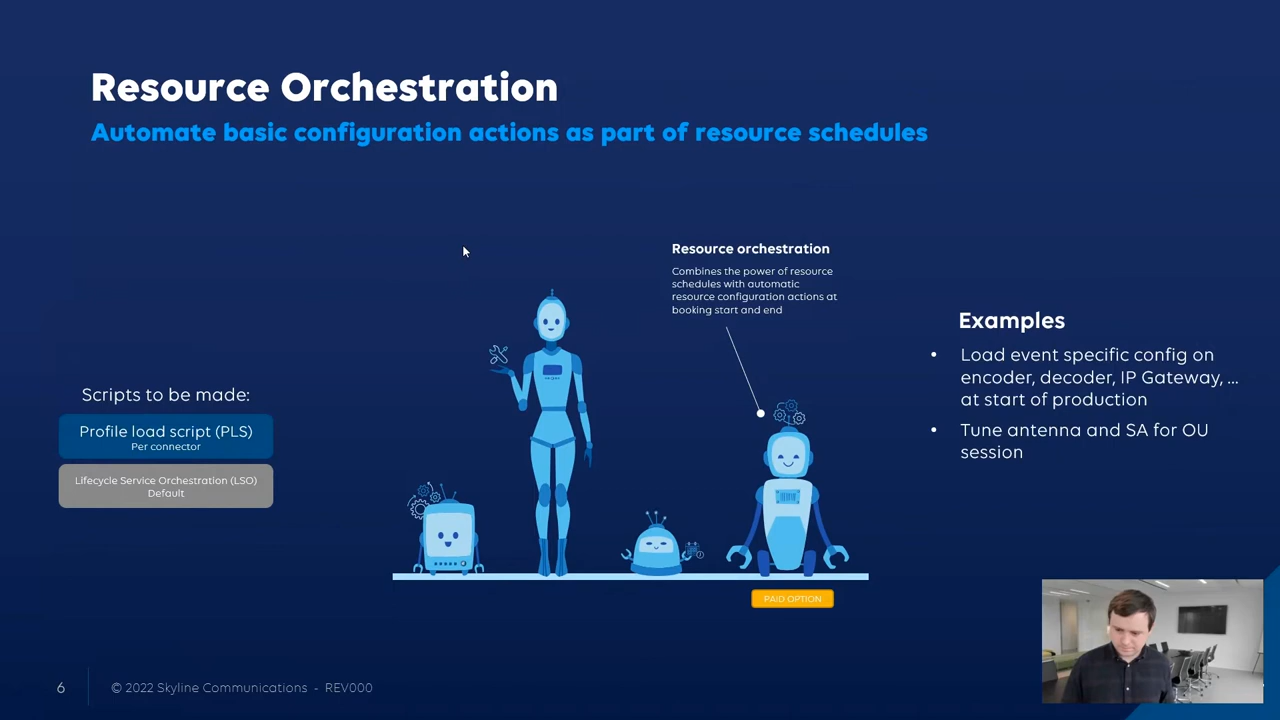 Resource Orchestration
Automate basic configuration actions as part of resource schedules
Resource orchestration
Combines the power of resource
schedules with automatic
resource configuration actions at
booking start and end
Examples
• Load event specific config on
encoder, decoder, IP Gateway, ...
at start of production
• Tune antenna and SA for OU
session
Scripts to be made:
Profile load script (PLS)
Per connector
Lifecycle Service Orchestration (LSO)
Default
PAID OPTION
6
© 2022 Skyline Communications - REV000